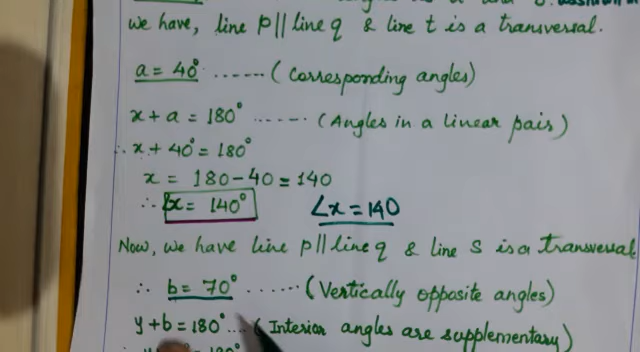 we have, line p || line q & line t is a transversal.
a = 40° ...... (Corresponding angles)
x + a = 180° ...... (Angles in a linear pair)
∴ x + 40° = 180°
x = 180 - 40 = 140
∴ ∠x = 140° ∠x = 140
Now, we have line p || line q & line s is a transversal
∴ b = 70° ...... (Vertically opposite angles)
y + b = 180° ... (Interior angles are supplementary)